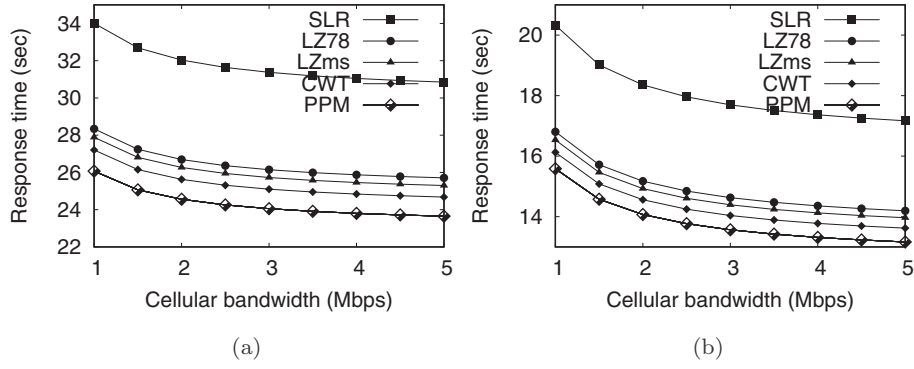 34
32
30
28
26
24
22
Response time (sec)
SLR
LZ78
LZms
CWT
PPM
1 2 3 4 5
Cellular bandwidth (Mbps)
(a)
20
18
16
14
Response time (sec)
SLR
LZ78
LZms
CWT
PPM
1 2 3 4 5
Cellular bandwidth (Mbps)
(b)